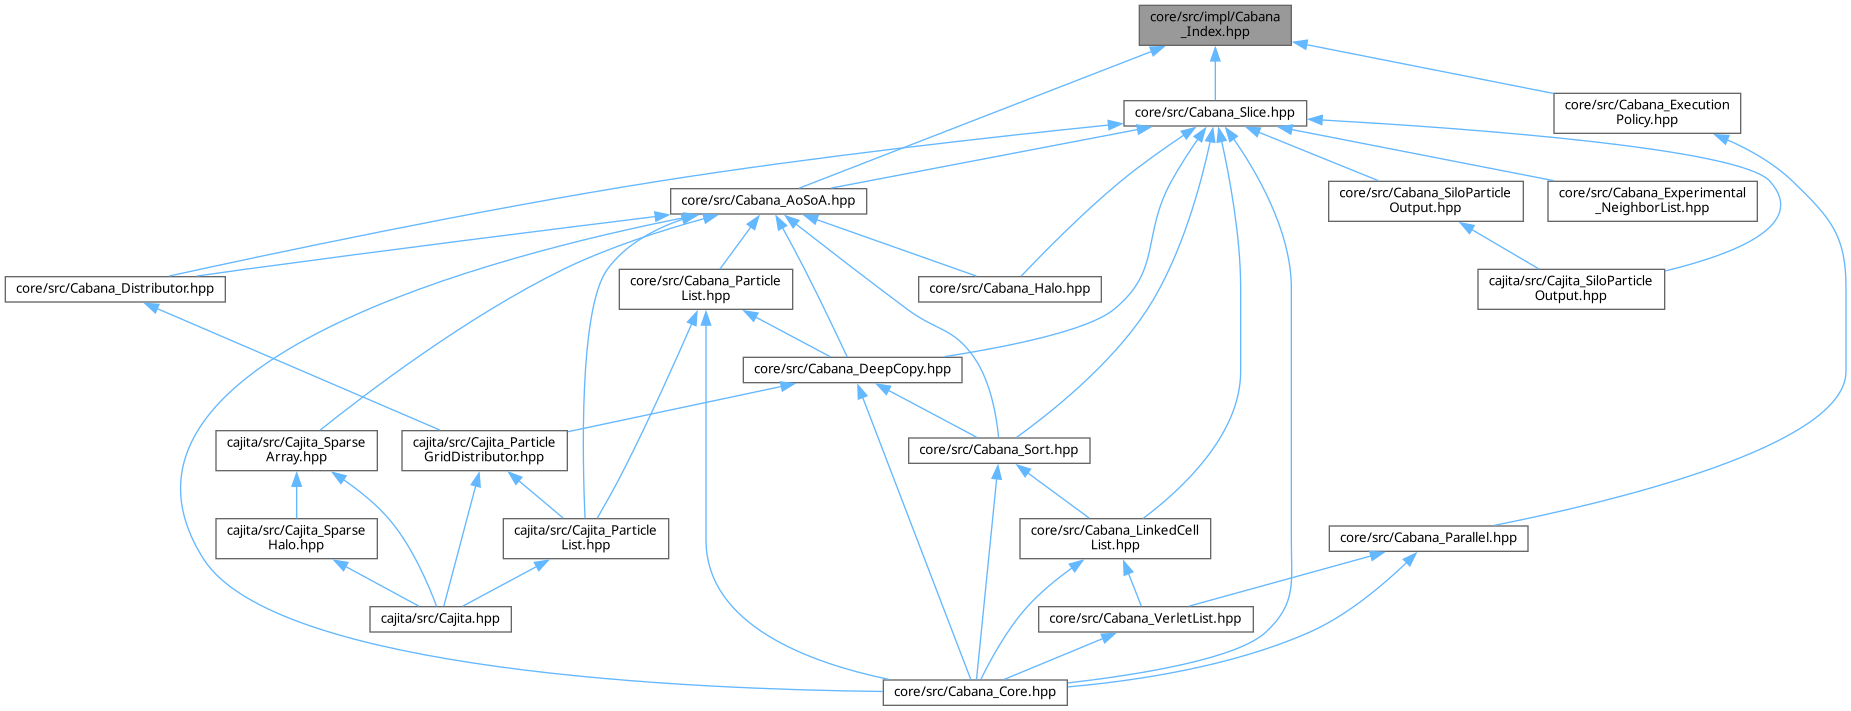 core/src/impl/Cabana
_Index.hpp
core/src/Cabana_Slice.hpp
core/src/Cabana_Execution
Policy.hpp
core/src/Cabana_AoSoA.hpp
core/src/Cabana_SiloParticle
Output.hpp
core/src/Cabana_Experimental
_NeighborList.hpp
core/src/Cabana_Distributor.hpp
core/src/Cabana_Particle
List.hpp
core/src/Cabana_Halo.hpp
cajita/src/Cajita_SiloParticle
Output.hpp
core/src/Cabana_DeepCopy.hpp
cajita/src/Cajita_Sparse
Array.hpp
cajita/src/Cajita_Particle
GridDistributor.hpp
core/src/Cabana_Sort.hpp
cajita/src/Cajita_Sparse
Halo.hpp
cajita/src/Cajita_Particle
List.hpp
core/src/Cabana_LinkedCell
List.hpp
core/src/Cabana_Parallel.hpp
cajita/src/Cajita.hpp
core/src/Cabana_VerletList.hpp
core/src/Cabana_Core.hpp